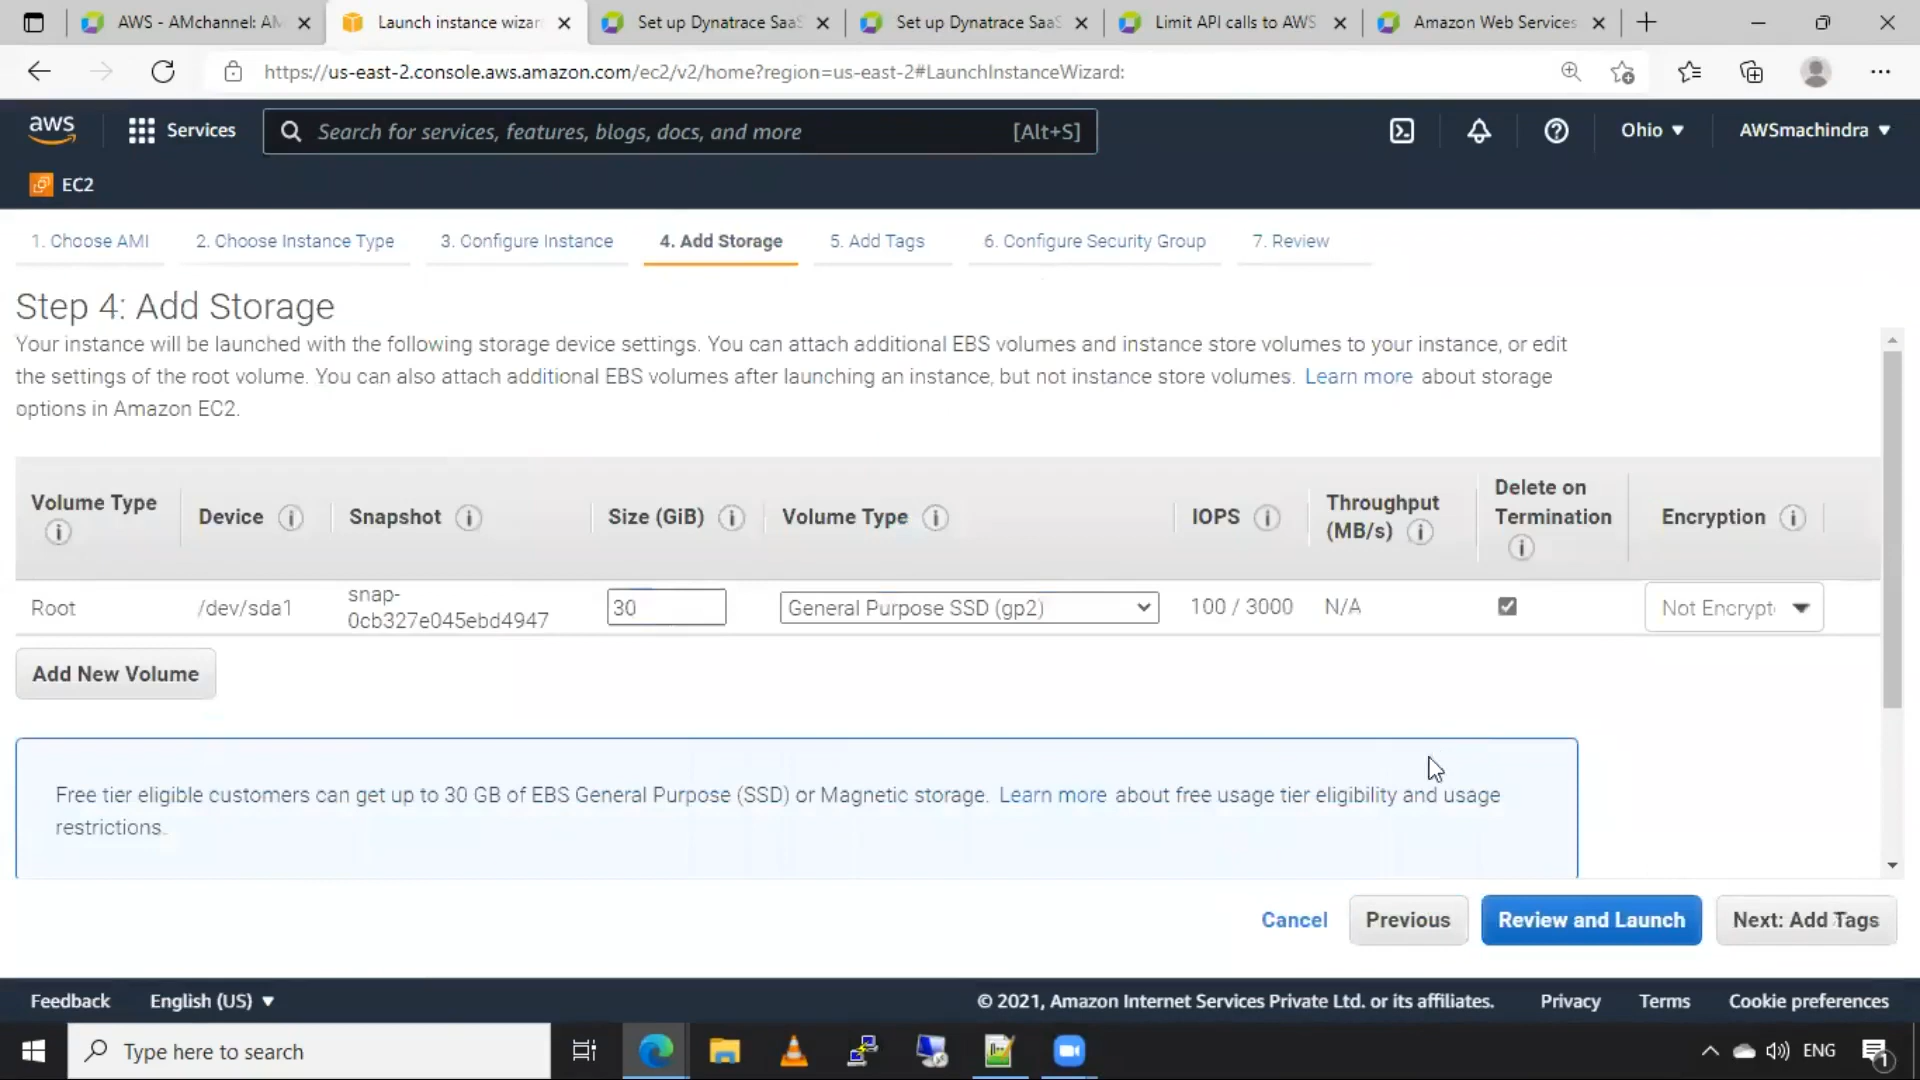 AWS - AMchannel: AM
Launch instance wizar
Set up Dynatrace SaaS
Set up Dynatrace SaaS
Limit API calls to AWS
Amazon Web Services
https://us-east-2.console.aws.amazon.com/ec2/v2/home?region=us-east-2#LaunchInstanceWizard:
aws
Services
Search for services, features, blogs, docs, and more
[Alt+S]
Ohio
AWSmachindra
EC2
1. Choose AMI
2. Choose Instance Type
3. Configure Instance
4. Add Storage
5. Add Tags
6. Configure Security Group
7. Review
Step 4: Add Storage
Your instance will be launched with the following storage device settings. You can attach additional EBS volumes and instance store volumes to your instance, or edit
the settings of the root volume. You can also attach additional EBS volumes after launching an instance, but not instance store volumes. Learn more about storage
options in Amazon EC2.
Volume Type
Device
Snapshot
Size (GiB)
Volume Type
IOPS
Throughput
(MB/s)
Delete on
Termination
Encryption
Root
/dev/sda1
snap-
0cb327e045ebd4947
30
General Purpose SSD (gp2)
100 / 3000
N/A
Not Encrypt
Add New Volume
Free tier eligible customers can get up to 30 GB of EBS General Purpose (SSD) or Magnetic storage. Learn more about free usage tier eligibility and usage
restrictions.
Cancel
Previous
Review and Launch
Next: Add Tags
Feedback
English (US)
© 2021, Amazon Internet Services Private Ltd. or its affiliates.
Privacy
Terms
Cookie preferences
Type here to search
ENG
1